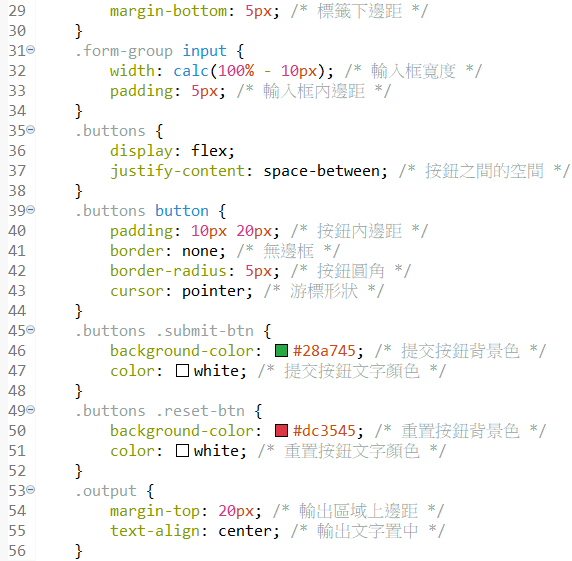 29 margin-bottom: 5px; /* 標籤下邊距 */
30 }
31 .form-group input {
32 width: calc(100% - 10px); /* 輸入框寬度 */
33 padding: 5px; /* 輸入框內邊距 */
34 }
35 .buttons {
36 display: flex;
37 justify-content: space-between; /* 按鈕之間的空間 */
38 }
39 .buttons button {
40 padding: 10px 20px; /* 按鈕內邊距 */
41 border: none; /* 無邊框 */
42 border-radius: 5px; /* 按鈕圓角 */
43 cursor: pointer; /* 游標形狀 */
44 }
45 .buttons .submit-btn {
46 background-color: #28a745; /* 提交按鈕背景色 */
47 color: white; /* 提交按鈕文字顏色 */
48 }
49 .buttons .reset-btn {
50 background-color: #dc3545; /* 重置按鈕背景色 */
51 color: white; /* 重置按鈕文字顏色 */
52 }
53 .output {
54 margin-top: 20px; /* 輸出區域上邊距 */
55 text-align: center; /* 輸出文字置中 */
56 }